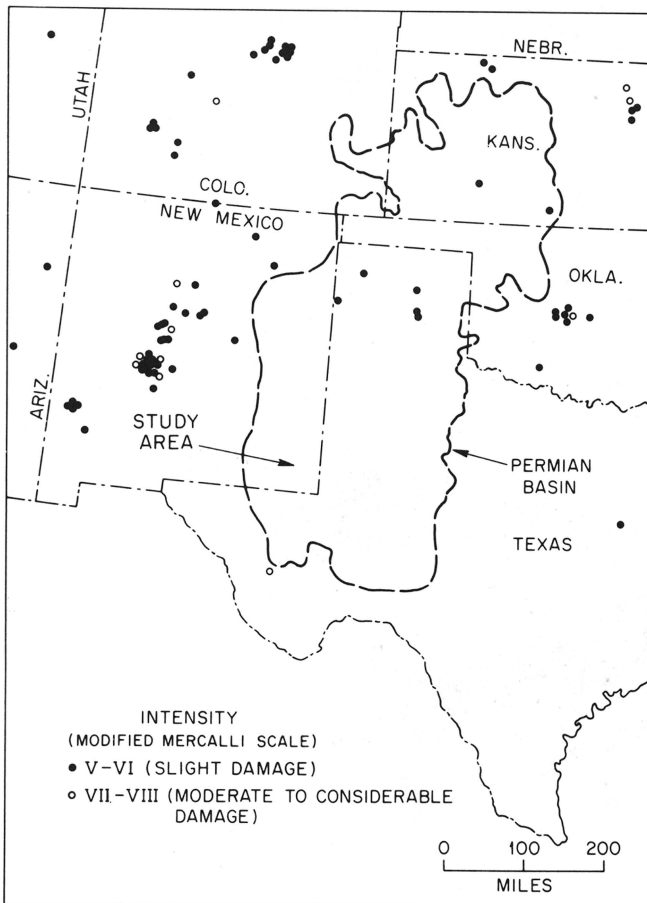 NEBR.
UTAH
KANS.
COLO.
NEW MEXICO
OKLA.
ARIZ.
STUDY
AREA
PERMIAN
BASIN
TEXAS
INTENSITY
(MODIFIED MERCALLI SCALE)
V-VI (SLIGHT DAMAGE)
VII-VIII (MODERATE TO CONSIDERABLE
DAMAGE)
0 100 200
MILES